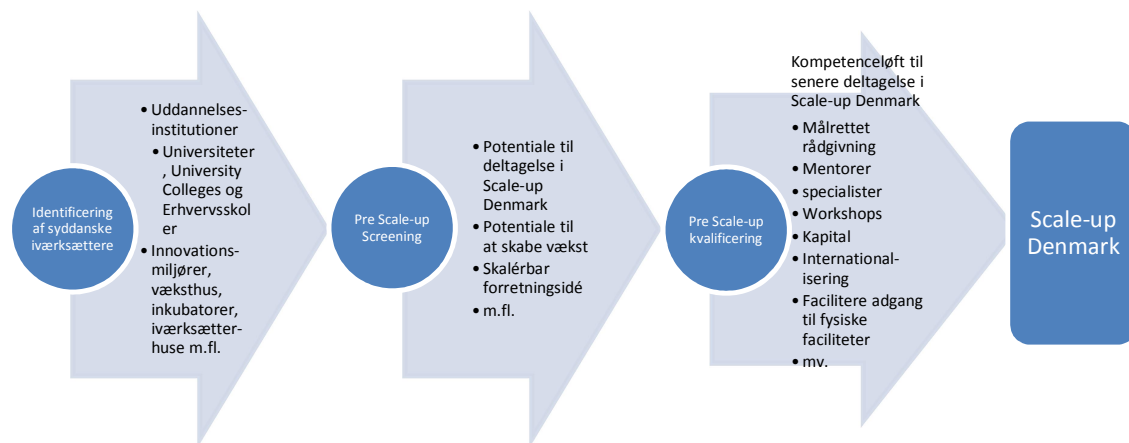 Identificering
af syddanske
iværksættere
• Uddannelses-
institutioner
• Universiteter
, University
Colleges og
Erhvervsskol
er
• Innovations-
miljører,
væksthus,
inkubatorer,
iværksætter-
huse m.fl.
Pre Scale-up
Screening
• Potentiale til
deltagelse i
Scale-up
Denmark
• Potentiale til
at skabe vækst
• Skalérbar
forretningsidé
• m.fl.
Pre Scale-up
kvalificering
Kompetenceløft til
senere deltagelse i
Scale-up Denmark
• Målrettet
rådgivning
• Mentorer
• specialister
• Workshops
• Kapital
• International-
isering
• Facilitere adgang
til fysiske
faciliteter
• mv.
Scale-up
Denmark